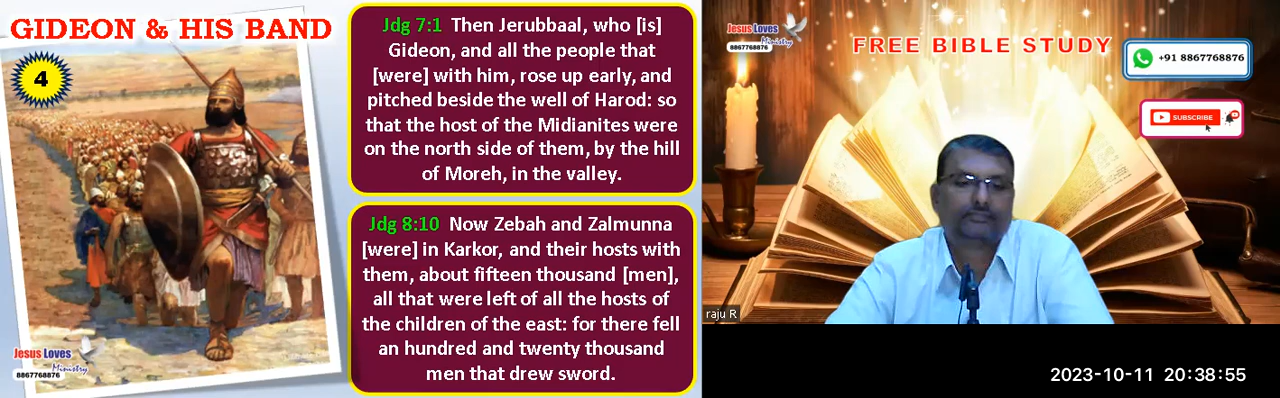 GIDEON & HIS BAND
4
Jesus Loves
Ministry
8867768876
Jdg 7:1 Then Jerubbaal, who [is]
Gideon, and all the people that
[were] with him, rose up early, and
pitched beside the well of Harod: so
that the host of the Midianites were
on the north side of them, by the hill
of Moreh, in the valley.
Jdg 8:10 Now Zebah and Zalmunna
[were] in Karkor, and their hosts with
them, about fifteen thousand [men],
all that were left of all the hosts of
the children of the east: for there fell
an hundred and twenty thousand
men that drew sword.
Jesus Loves
Ministry
8867768876
FREE BIBLE STUDY
+91 8867768876
SUBSCRIBE
raju R
2023-10-11 20:38:55